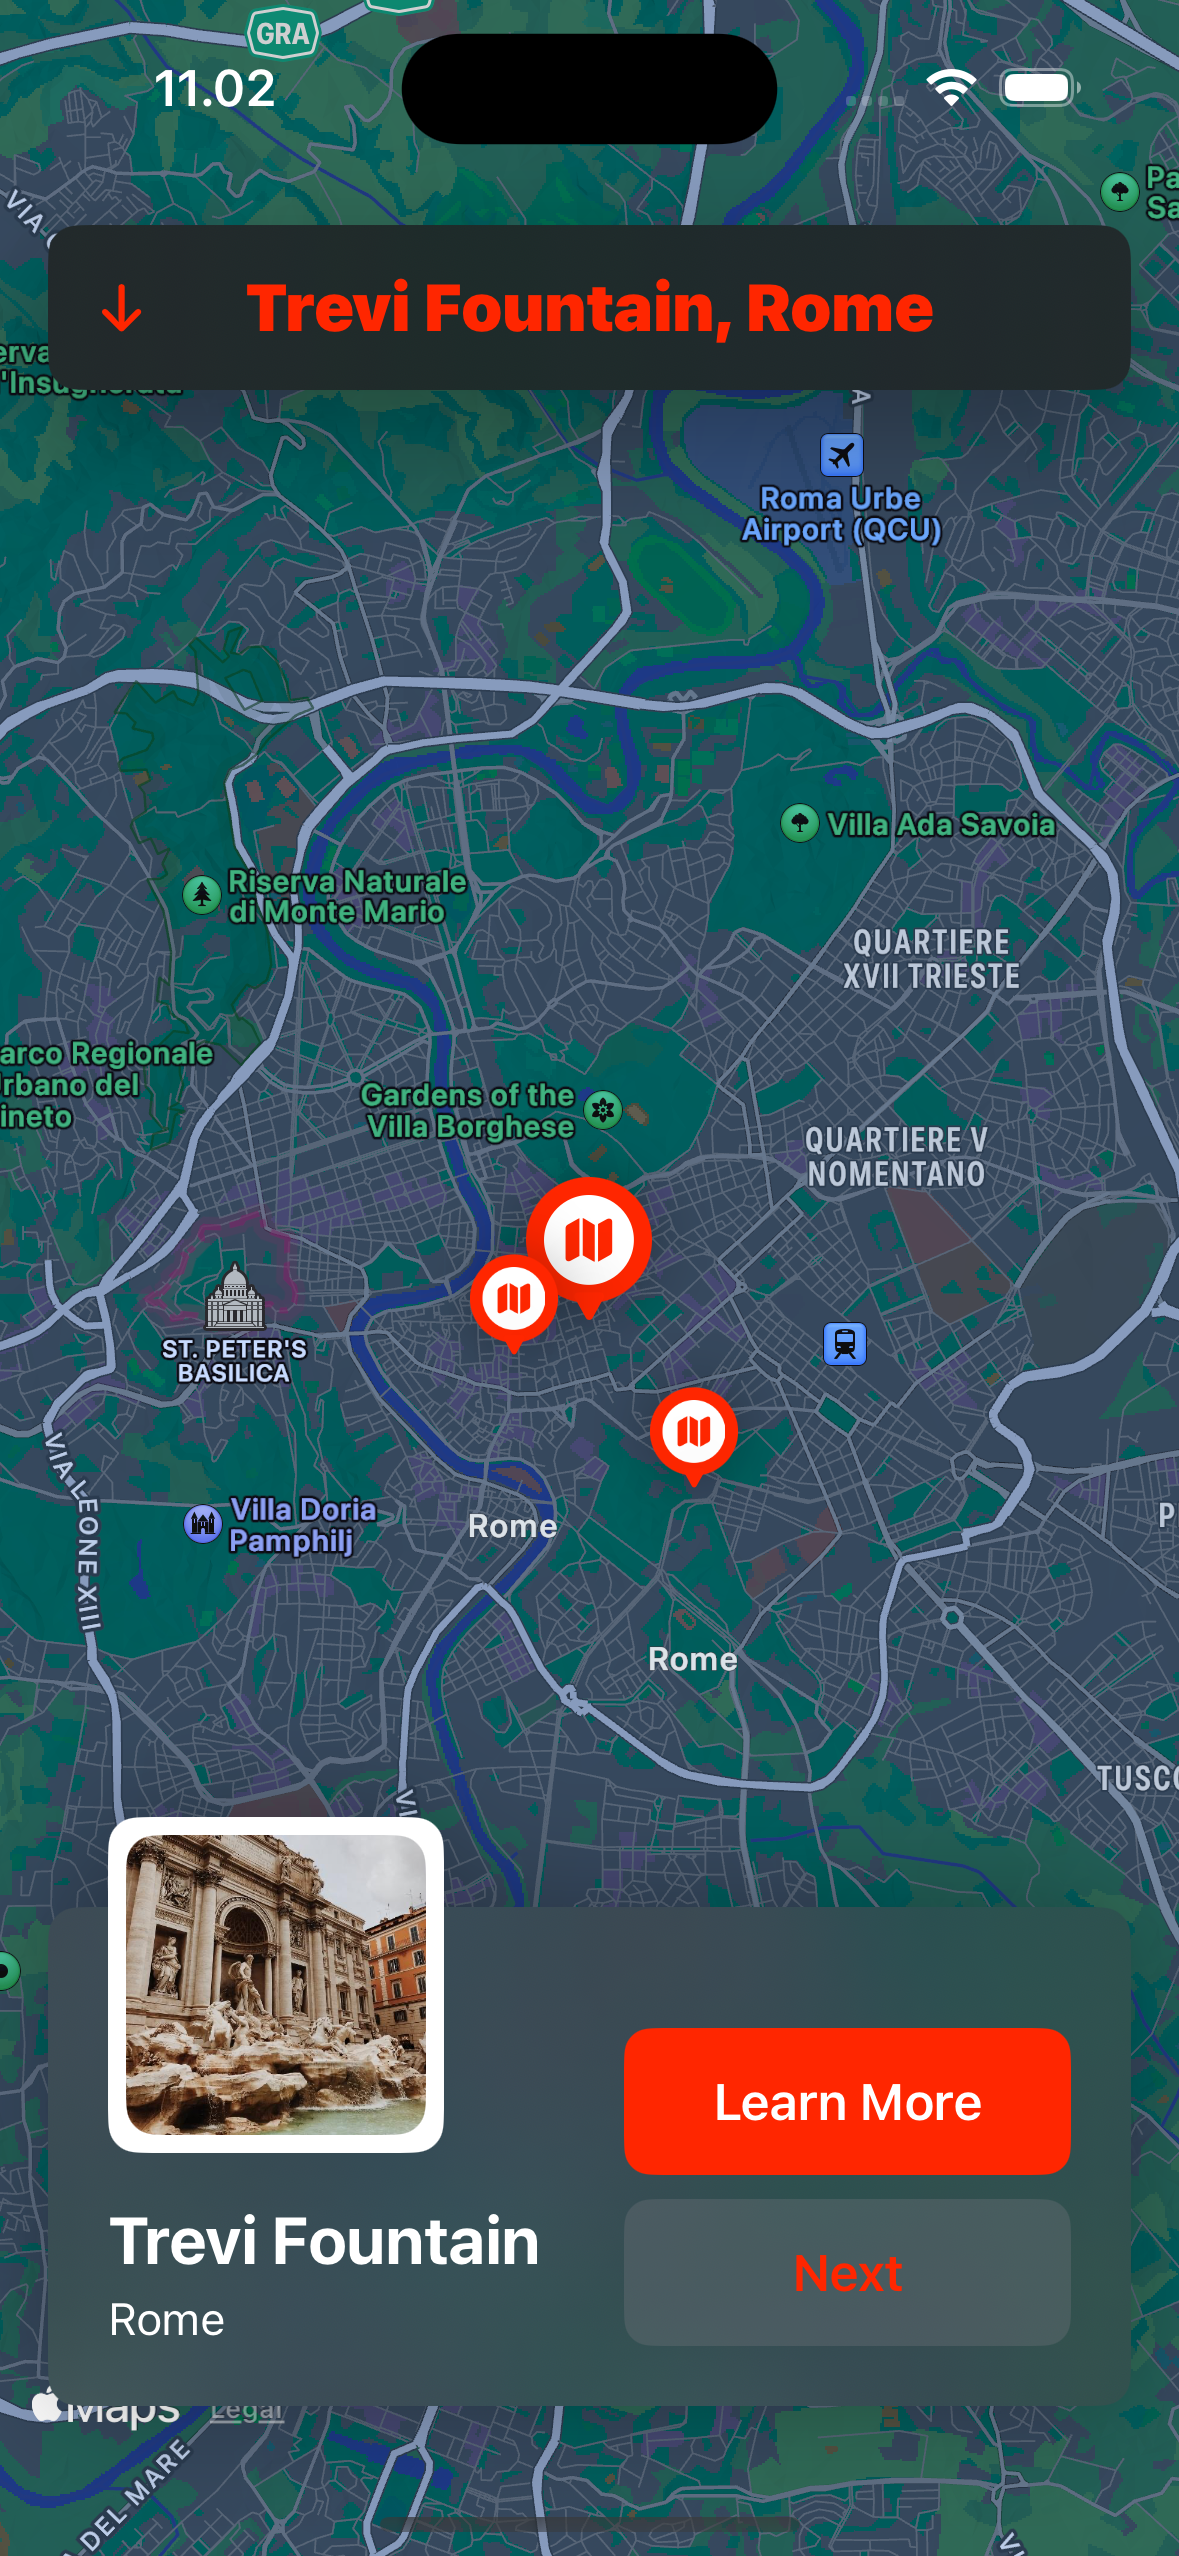 GRA
11.02
Pa
Sa
VIA
Trevi Fountain, Rome
erva
l'Insugherata
A
Roma Urbe
Airport (QCU)
Villa Ada Savoia
Riserva Naturale
di Monte Mario
QUARTIERE
XVII TRIESTE
arco Regionale
rbano del
ineto
Gardens of the
Villa Borghese
QUARTIERE V
NOMENTANO
ST. PETER'S
BASILICA
VIA LEONE XIII
Villa Doria
Pamphilj
Rome
P
Rome
TUSCO
VI
Learn More
Trevi Fountain
Next
Rome
Maps
Legal
DEL MARE
VI